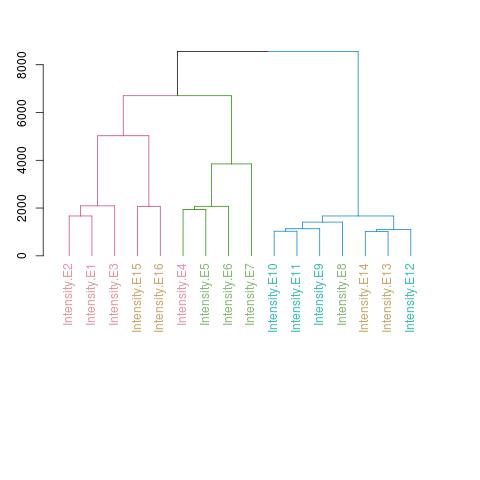 8000
6000
4000
2000
0
Intensity.E2
Intensity.E1
Intensity.E3
Intensity.E15
Intensity.E16
Intensity.E4
Intensity.E5
Intensity.E6
Intensity.E7
Intensity.E10
Intensity.E11
Intensity.E9
Intensity.E8
Intensity.E14
Intensity.E13
Intensity.E12